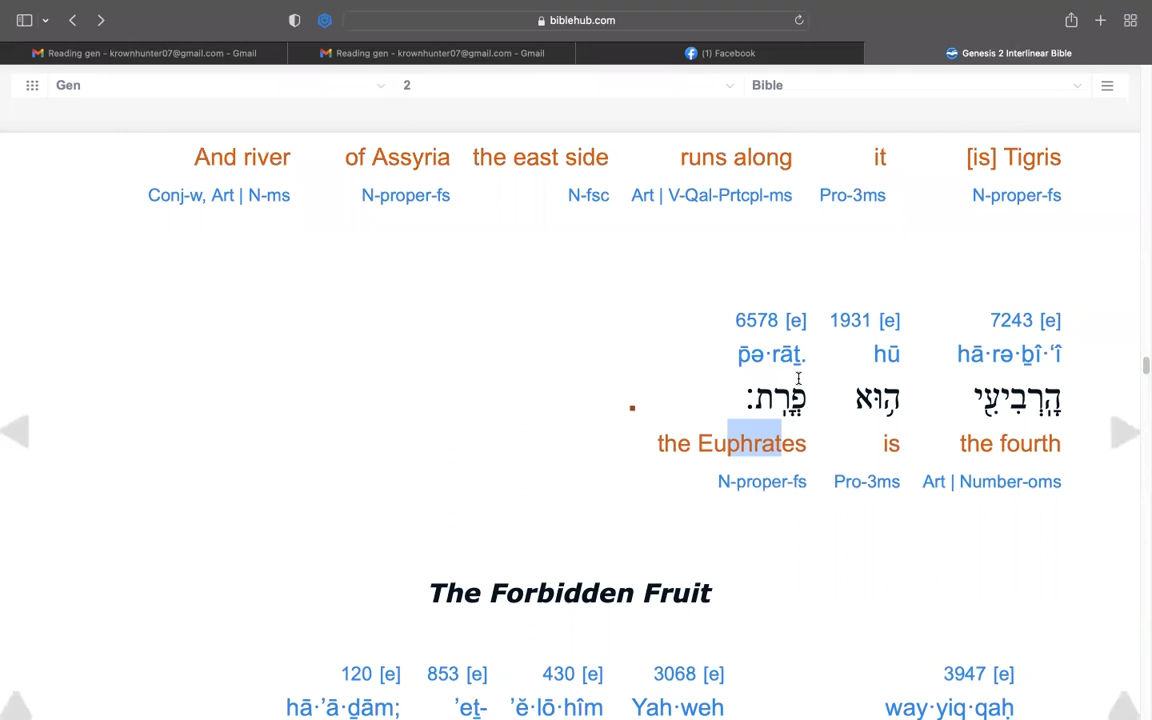 biblehub.com
Reading gen - krownhunter07@gmail.com - Gmail
Reading gen - krownhunter07@gmail.com - Gmail
(1) Facebook
Genesis 2 Interlinear Bible
Gen
2
Bible
And river of Assyria the east side runs along it [is] Tigris
Conj-w, Art | N-ms N-proper-fs N-fsc Art | V-Qal-Prtcpl-ms Pro-3ms N-proper-fs
6578 [e] 1931 [e] 7243 [e]
p̄ə·rāṯ. hū hā·rə·ḇî·‘î
הָֽרְבִיעִ֖י ה֥וּא פְרָֽת׃
the Euphrates is the fourth
N-proper-fs Pro-3ms Art | Number-oms
The Forbidden Fruit
120 [e] 853 [e] 430 [e] 3068 [e] 3947 [e]
hā·’ā·ḏām; ’eṯ- ’ĕ·lō·hîm Yah·weh way·yiq·qaḥ